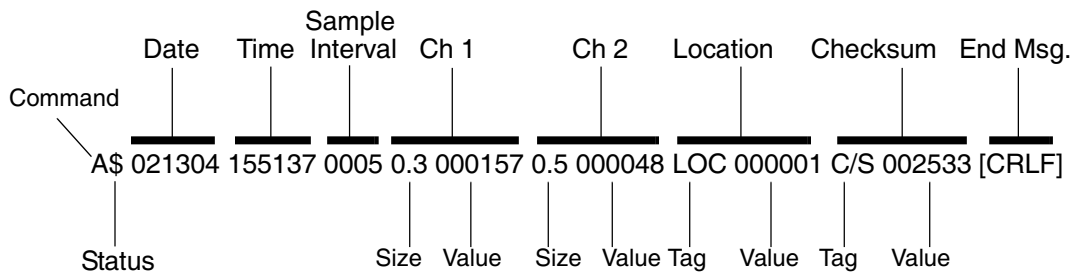 Sample
Date Time Interval Ch 1 Ch 2 Location Checksum End Msg.
Command
A$ 021304 155137 0005 0.3 000157 0.5 000048 LOC 000001 C/S 002533 [CRLF]
Status Size Value Size Value Tag Value Tag Value